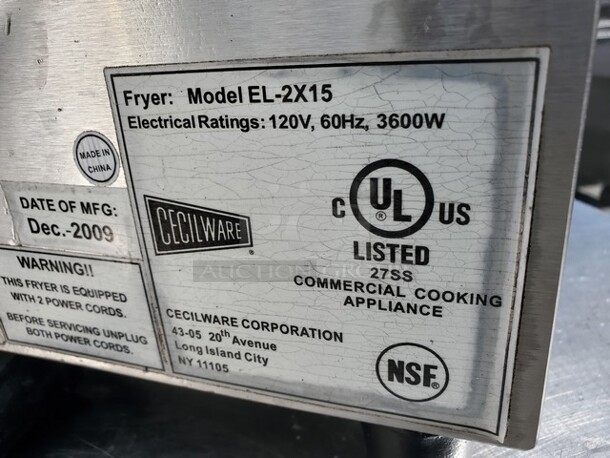 Fryer: Model EL-2X15
Electrical Ratings: 120V, 60Hz, 3600W
MADE IN
CHINA
DATE OF MFG:
Dec.-2009
CECILWARE
C UL ® US
LISTED
27SS
COMMERCIAL COOKING
APPLIANCE
WARNING!!
THIS FRYER IS EQUIPPED
WITH 2 POWER CORDS.
BEFORE SERVICING UNPLUG
BOTH POWER CORDS.
CECILWARE CORPORATION
43-05 20th Avenue
Long Island City
NY 11105
NSF®
AUCTIONS GROUP